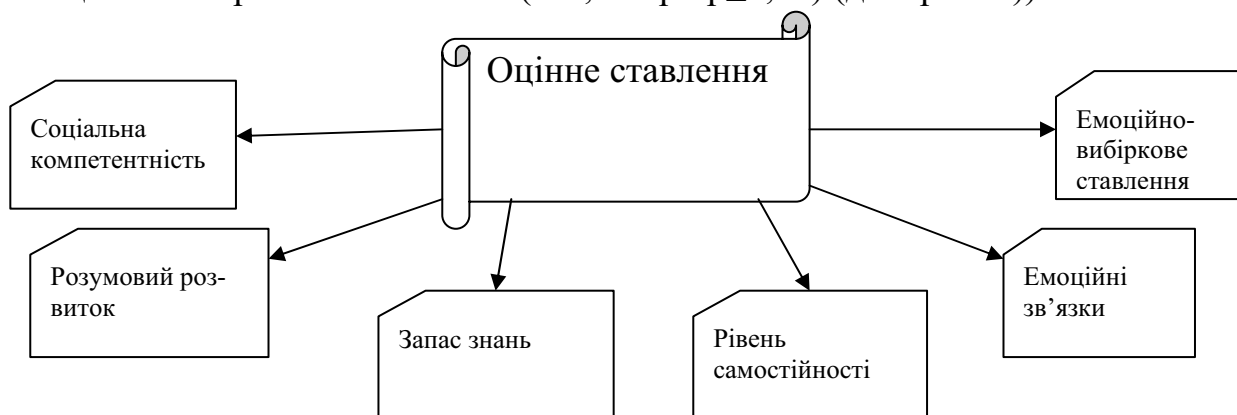 Оцінне ставлення
Соціальна
компетентність
Емоційно-
вибіркове
ставлення
Розумовий роз-
виток
Запас знань
Рівень
самостійності
Емоційні
зв’язки